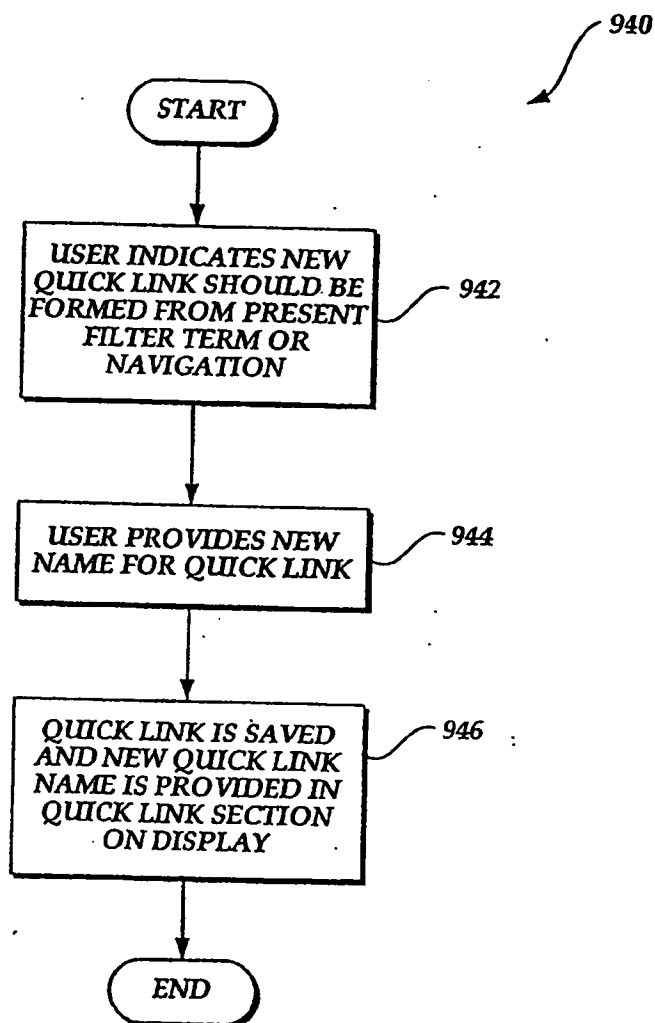 940
START
USER INDICATES NEW
QUICK LINK SHOULD BE
FORMED FROM PRESENT
FILTER TERM OR
NAVIGATION
942
USER PROVIDES NEW
NAME FOR QUICK LINK
944
QUICK LINK IS SAVED
AND NEW QUICK LINK
NAME IS PROVIDED IN
QUICK LINK SECTION
ON DISPLAY
946
END